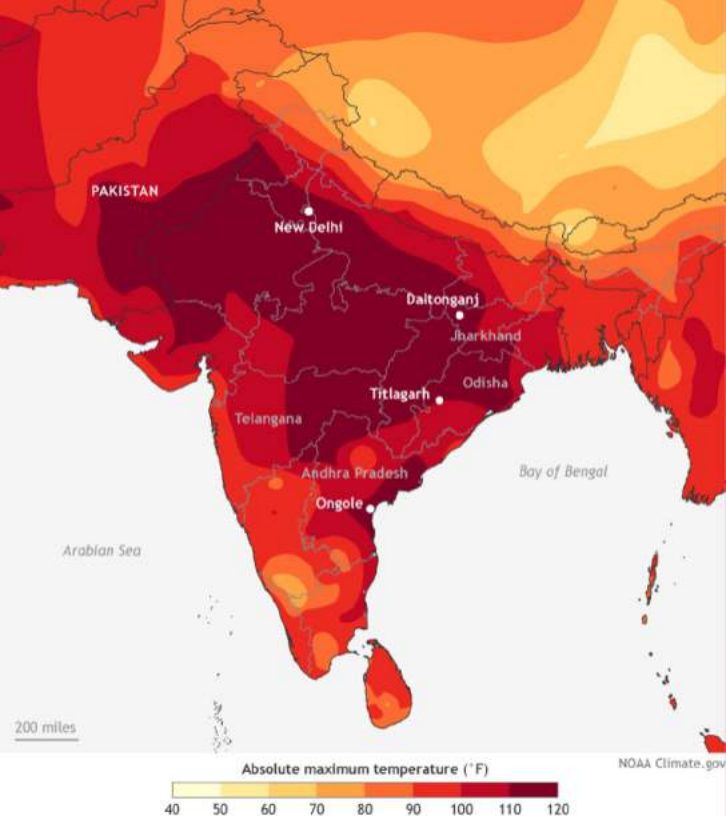 PAKISTAN
New Delhi
Daltonganj
Jharkhand
Titlagarh
Odisha
Telangana
Andhra Pradesh
Bay of Bengal
Ongole
Arabian Sea
200 miles
NOAA Climate.gov
Absolute maximum temperature (°F)
40 50 60 70 80 90 100 110 120